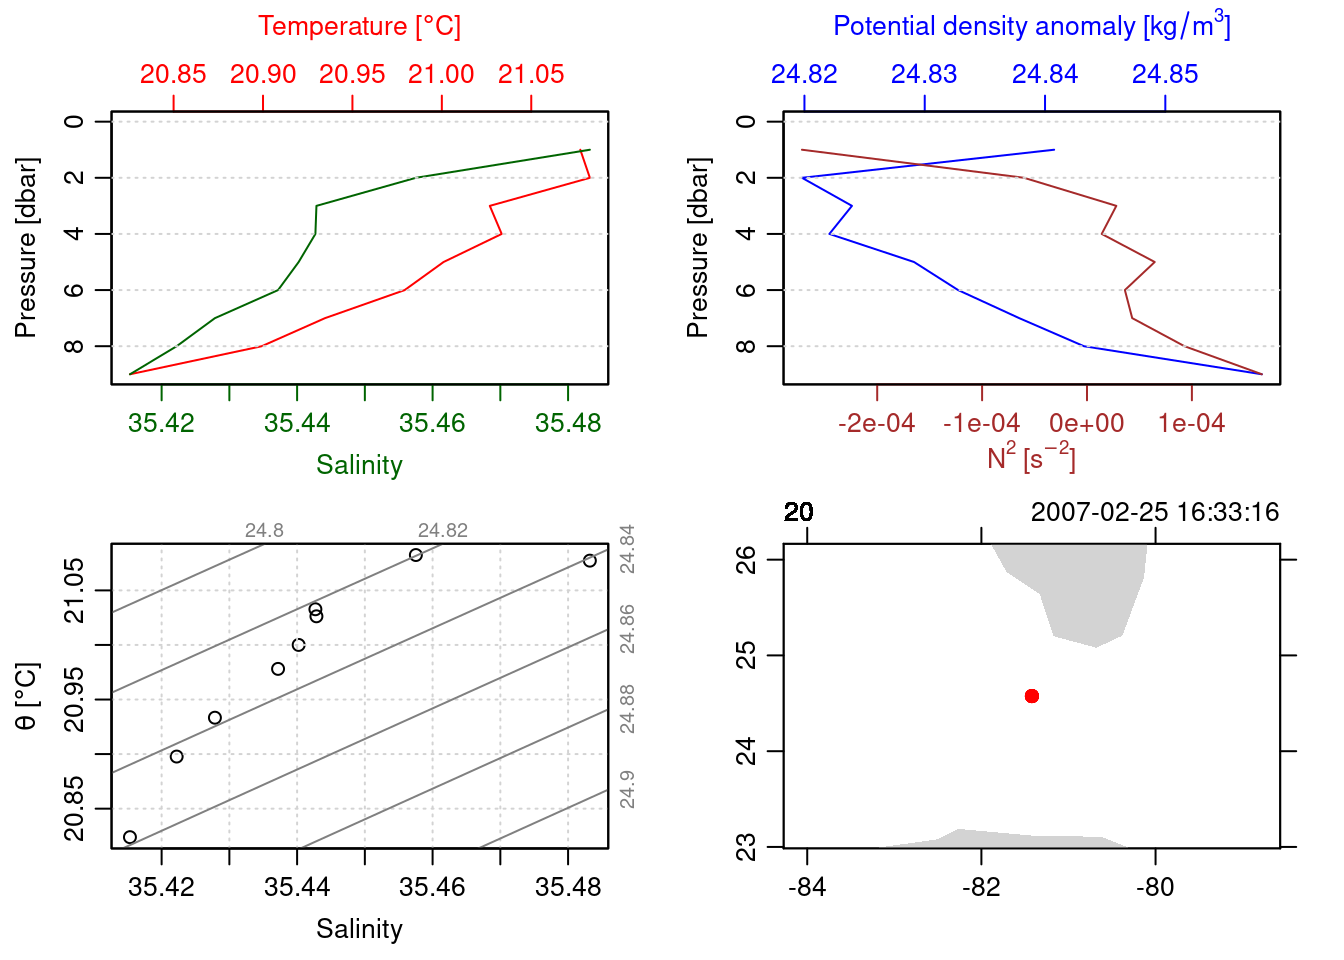 Temperature [°C]
20.85 20.90 20.95 21.00 21.05
Pressure [dbar]
0
2
4
6
8
35.42 35.44 35.46 35.48
Salinity
Potential density anomaly [kg/m³]
24.82 24.83 24.84 24.85
Pressure [dbar]
0
2
4
6
8
-2e-04 -1e-04 0e+00 1e-04
N² [s⁻²]
24.8 24.82
24.84
24.86
24.88
24.9
θ [°C]
21.05
20.95
20.85
35.42 35.44 35.46 35.48
Salinity
20 2007-02-25 16:33:16
26
25
24
23
-84 -82 -80